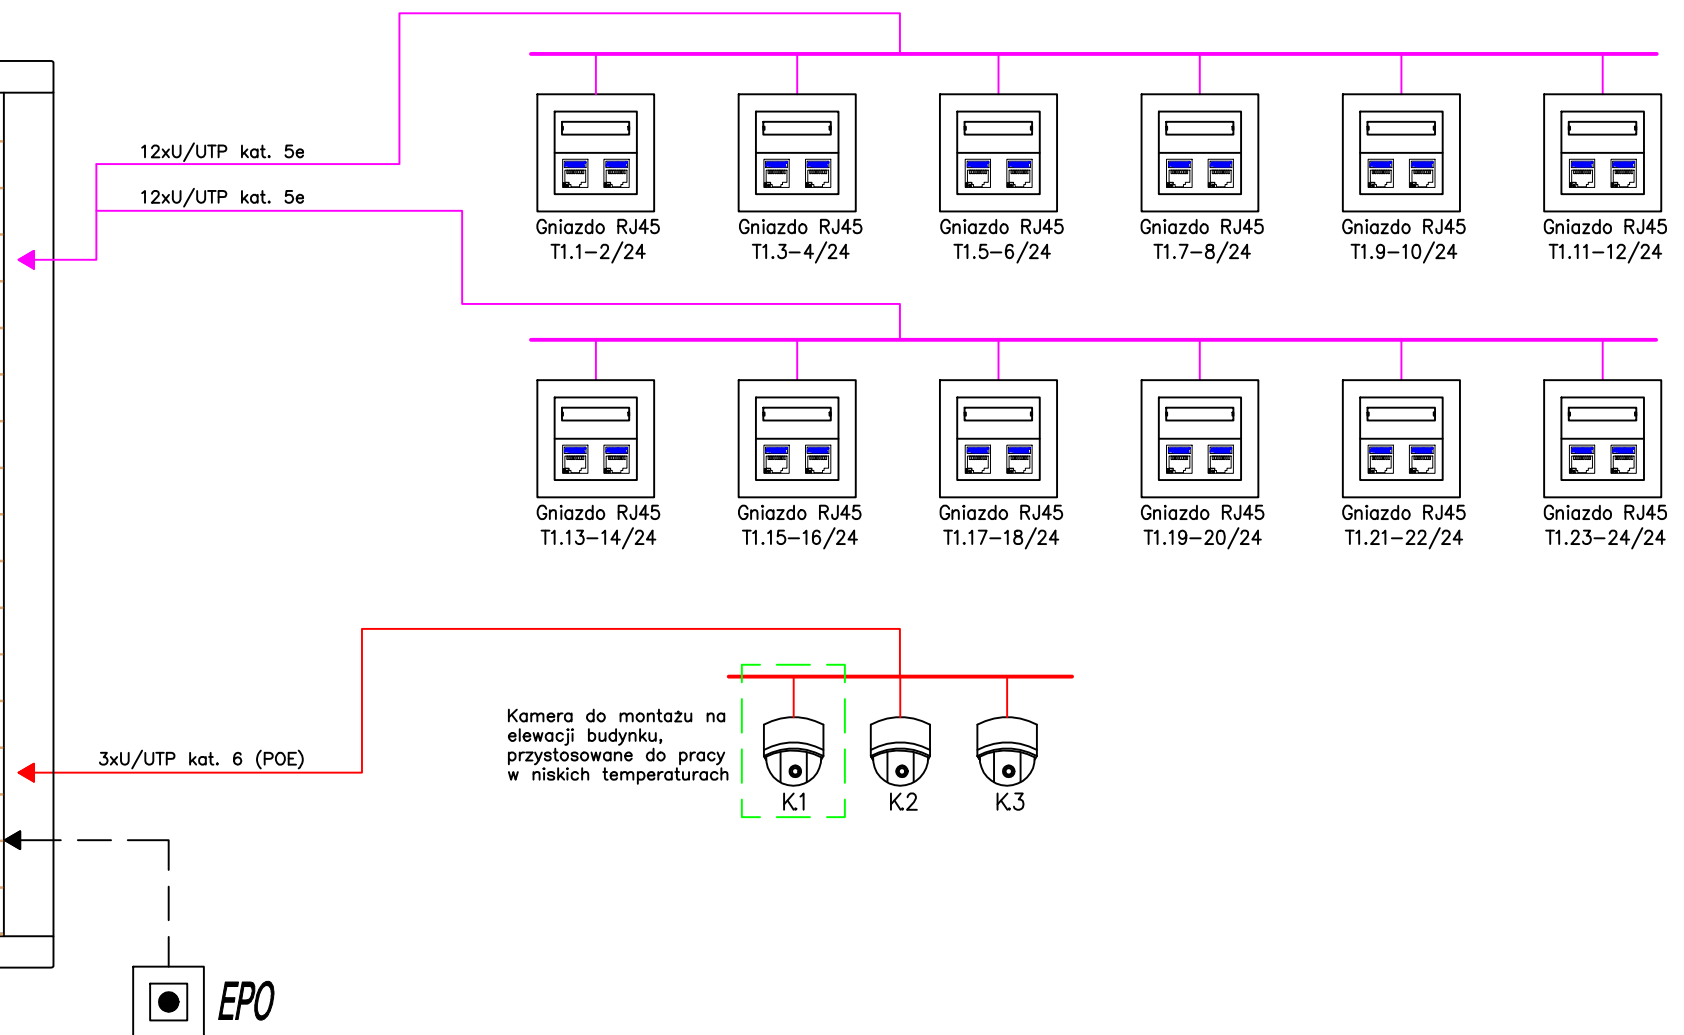 12xU/UTP kat. 5e
12xU/UTP kat. 5e
Gniazdo RJ45
T1.1-2/24
Gniazdo RJ45
T1.3-4/24
Gniazdo RJ45
T1.5-6/24
Gniazdo RJ45
T1.7-8/24
Gniazdo RJ45
T1.9-10/24
Gniazdo RJ45
T1.11-12/24
Gniazdo RJ45
T1.13-14/24
Gniazdo RJ45
T1.15-16/24
Gniazdo RJ45
T1.17-18/24
Gniazdo RJ45
T1.19-20/24
Gniazdo RJ45
T1.21-22/24
Gniazdo RJ45
T1.23-24/24
3xU/UTP kat. 6 (POE)
Kamera do montażu na
elewacji budynku,
przystosowane do pracy
w niskich temperaturach
K.1
K.2
K.3
EPO